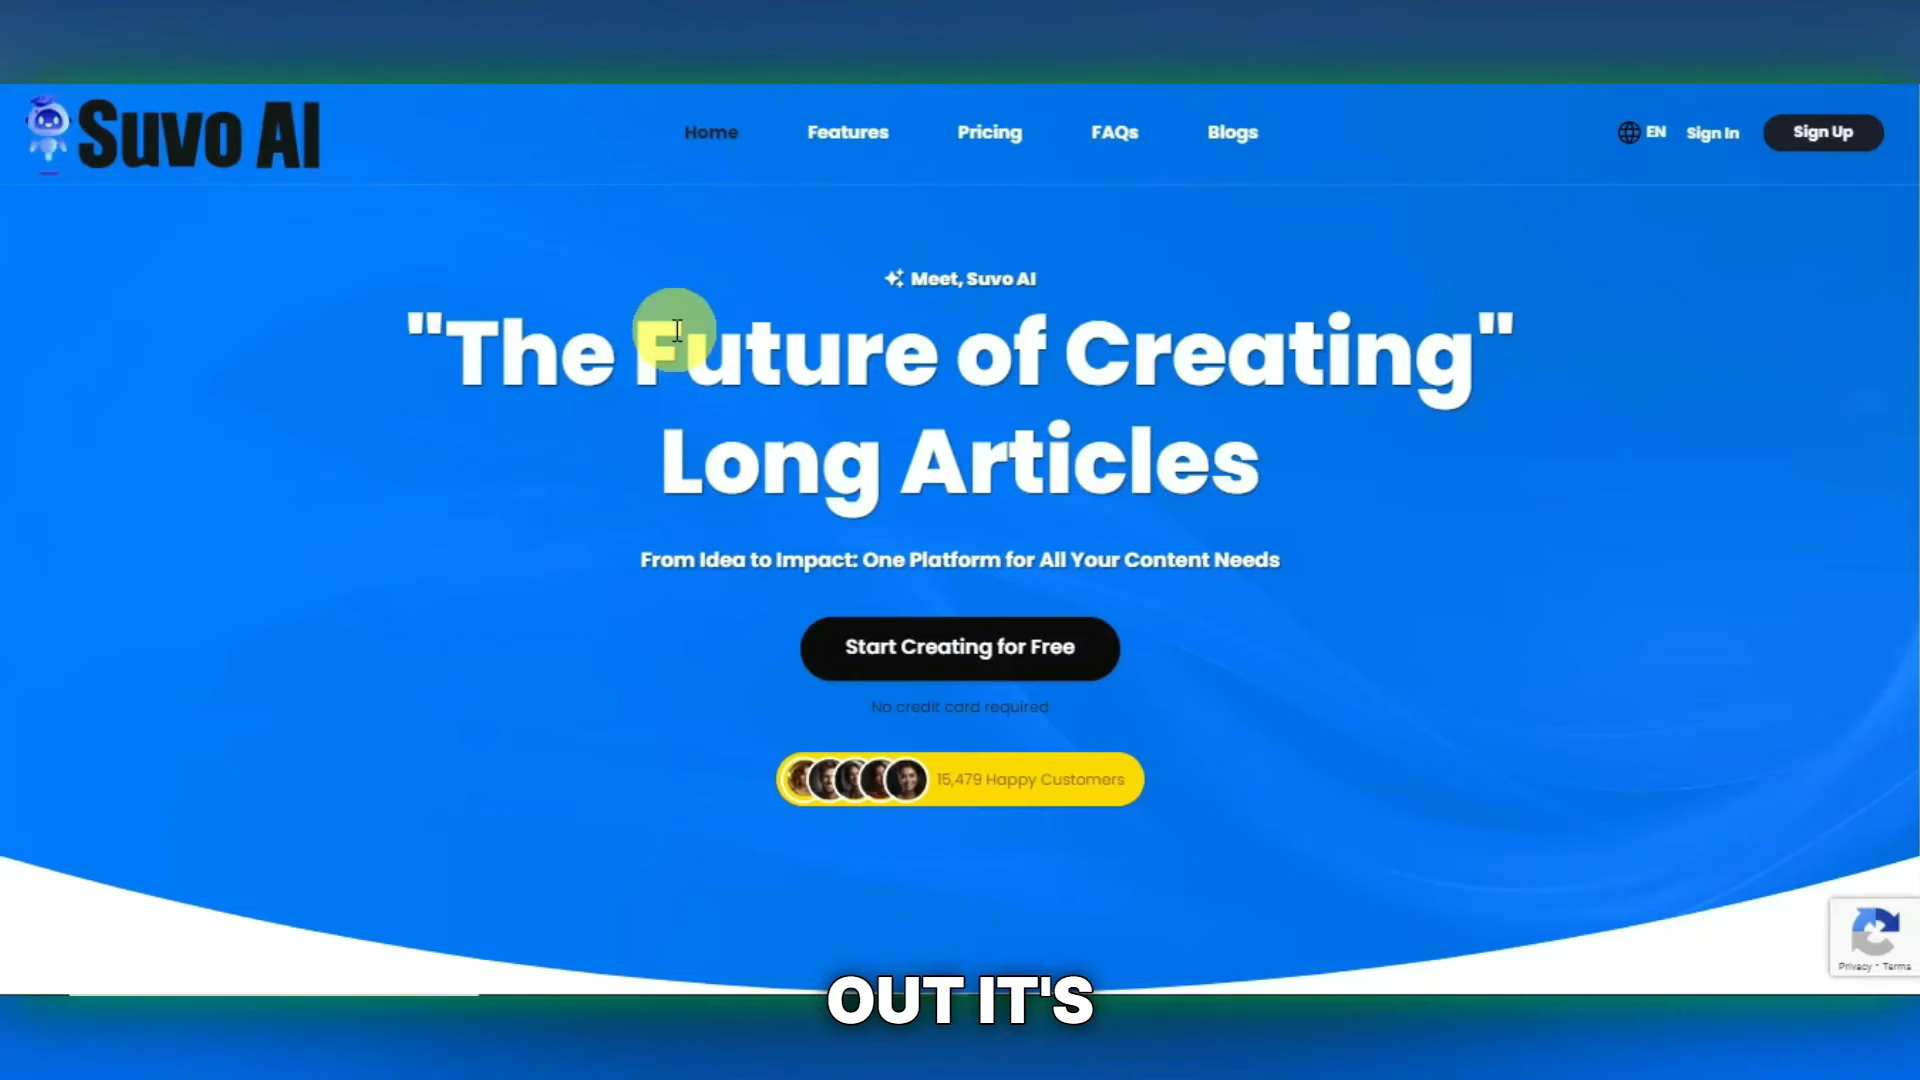 Suvo AI
Home Features Pricing FAQs Blogs
EN Sign In Sign Up
Meet, Suvo AI
"The Future of Creating"
Long Articles
From Idea to Impact: One Platform for All Your Content Needs
Start Creating for Free
No credit card required
15,479 Happy Customers
Privacy - Terms
OUT IT'S